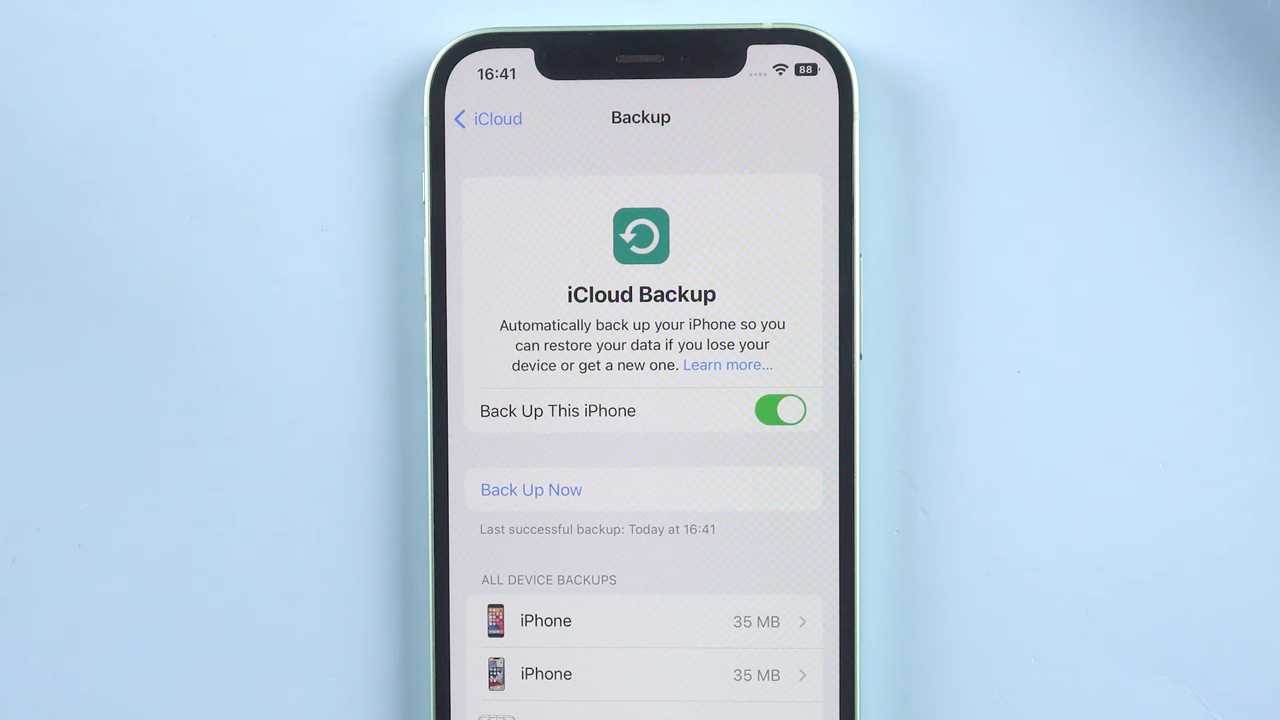 16:41
88
iCloud
Backup
iCloud Backup
Automatically back up your iPhone so you
can restore your data if you lose your
device or get a new one. Learn more...
Back Up This iPhone
Back Up Now
Last successful backup: Today at 16:41
ALL DEVICE BACKUPS
iPhone 35 MB
iPhone 35 MB